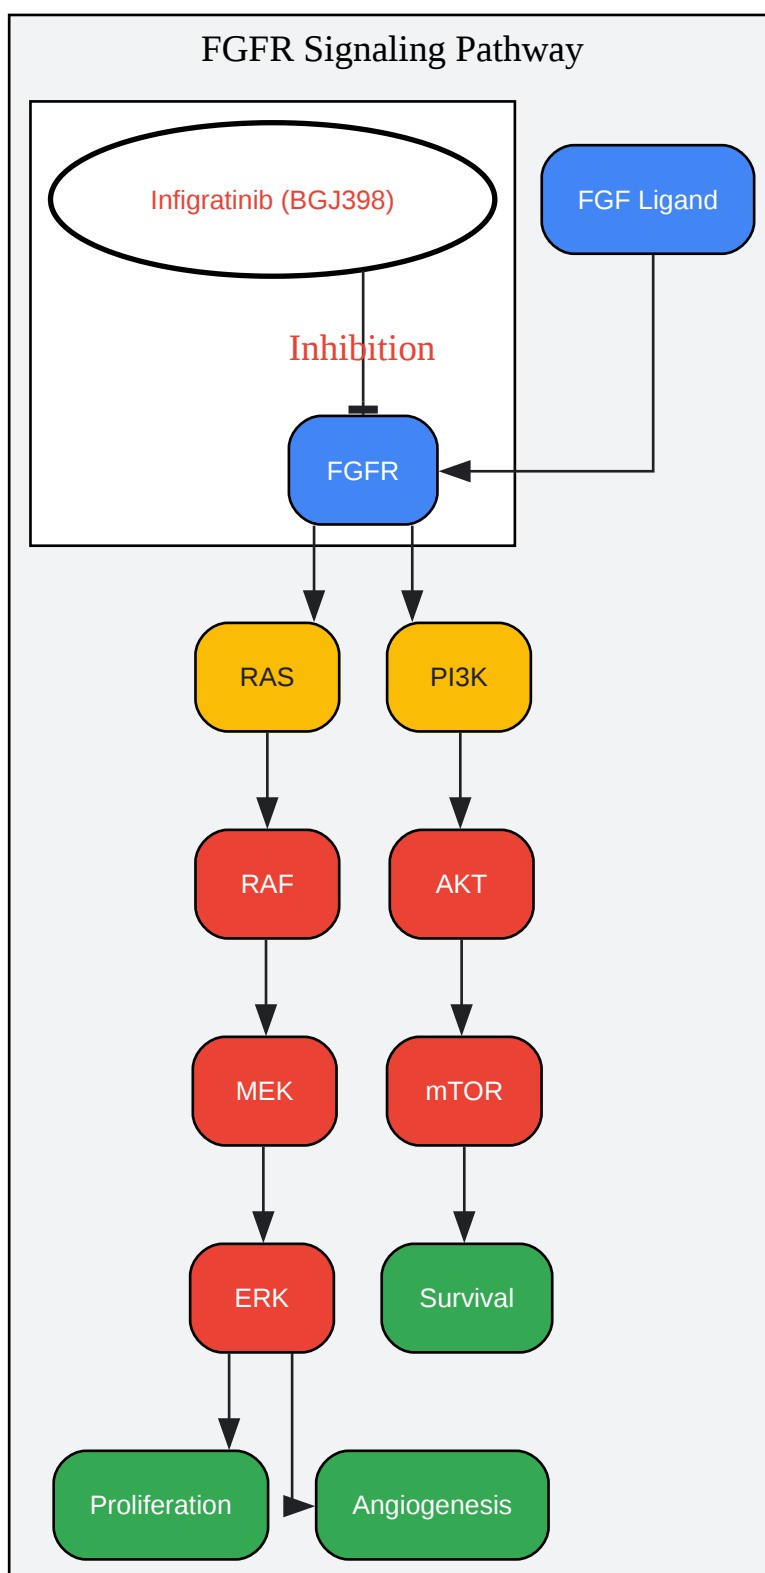 FGFR Signaling Pathway
Infigratinib (BGJ398)
FGF Ligand
Inhibition
FGFR
RAS
PI3K
RAF
AKT
MEK
mTOR
ERK
Survival
Proliferation
Angiogenesis